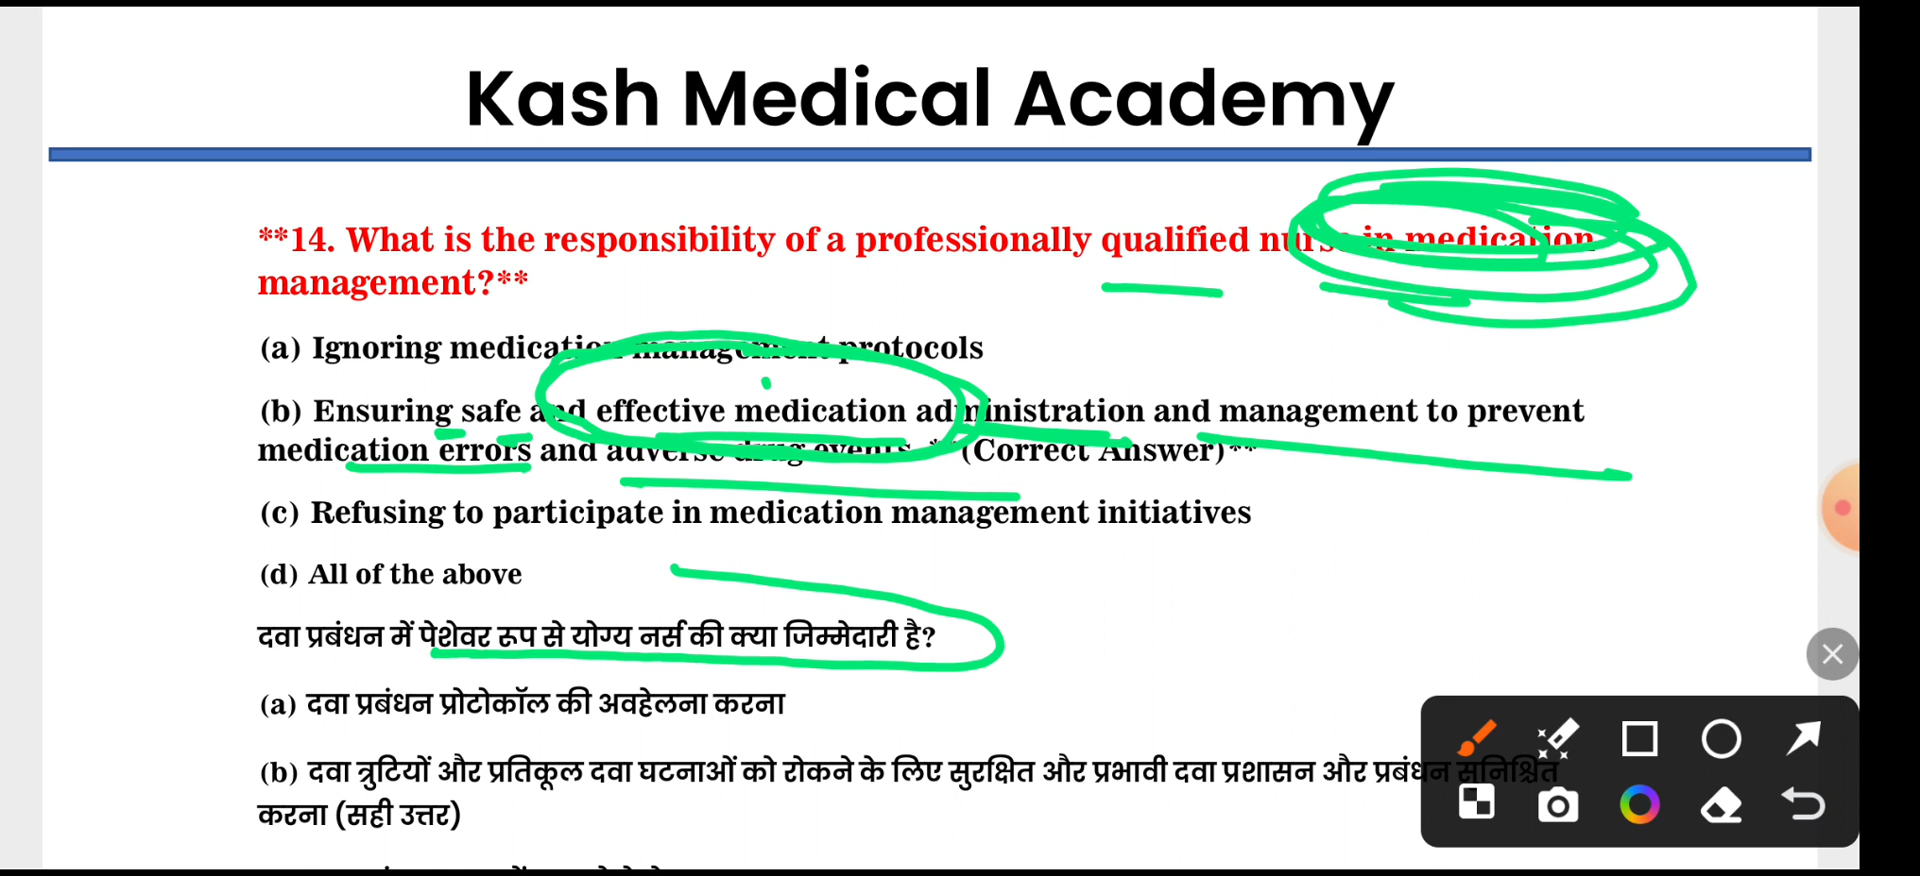 Kash Medical Academy
**14. What is the responsibility of a professionally qualified nurse in medication
management?**
(a) Ignoring medication management protocols
(b) Ensuring safe and effective medication administration and management to prevent
medication errors and adverse drug events **(Correct Answer)**
(c) Refusing to participate in medication management initiatives
(d) All of the above
दवा प्रबंधन में पेशेवर रूप से योग्य नर्स की क्या जिम्मेदारी है?
(a) दवा प्रबंधन प्रोटोकॉल की अवहेलना करना
(b) दवा त्रुटियों और प्रतिकूल दवा घटनाओं को रोकने के लिए सुरक्षित और प्रभावी दवा प्रशासन और प्रबंधन सुनिश्चित
करना (सही उत्तर)